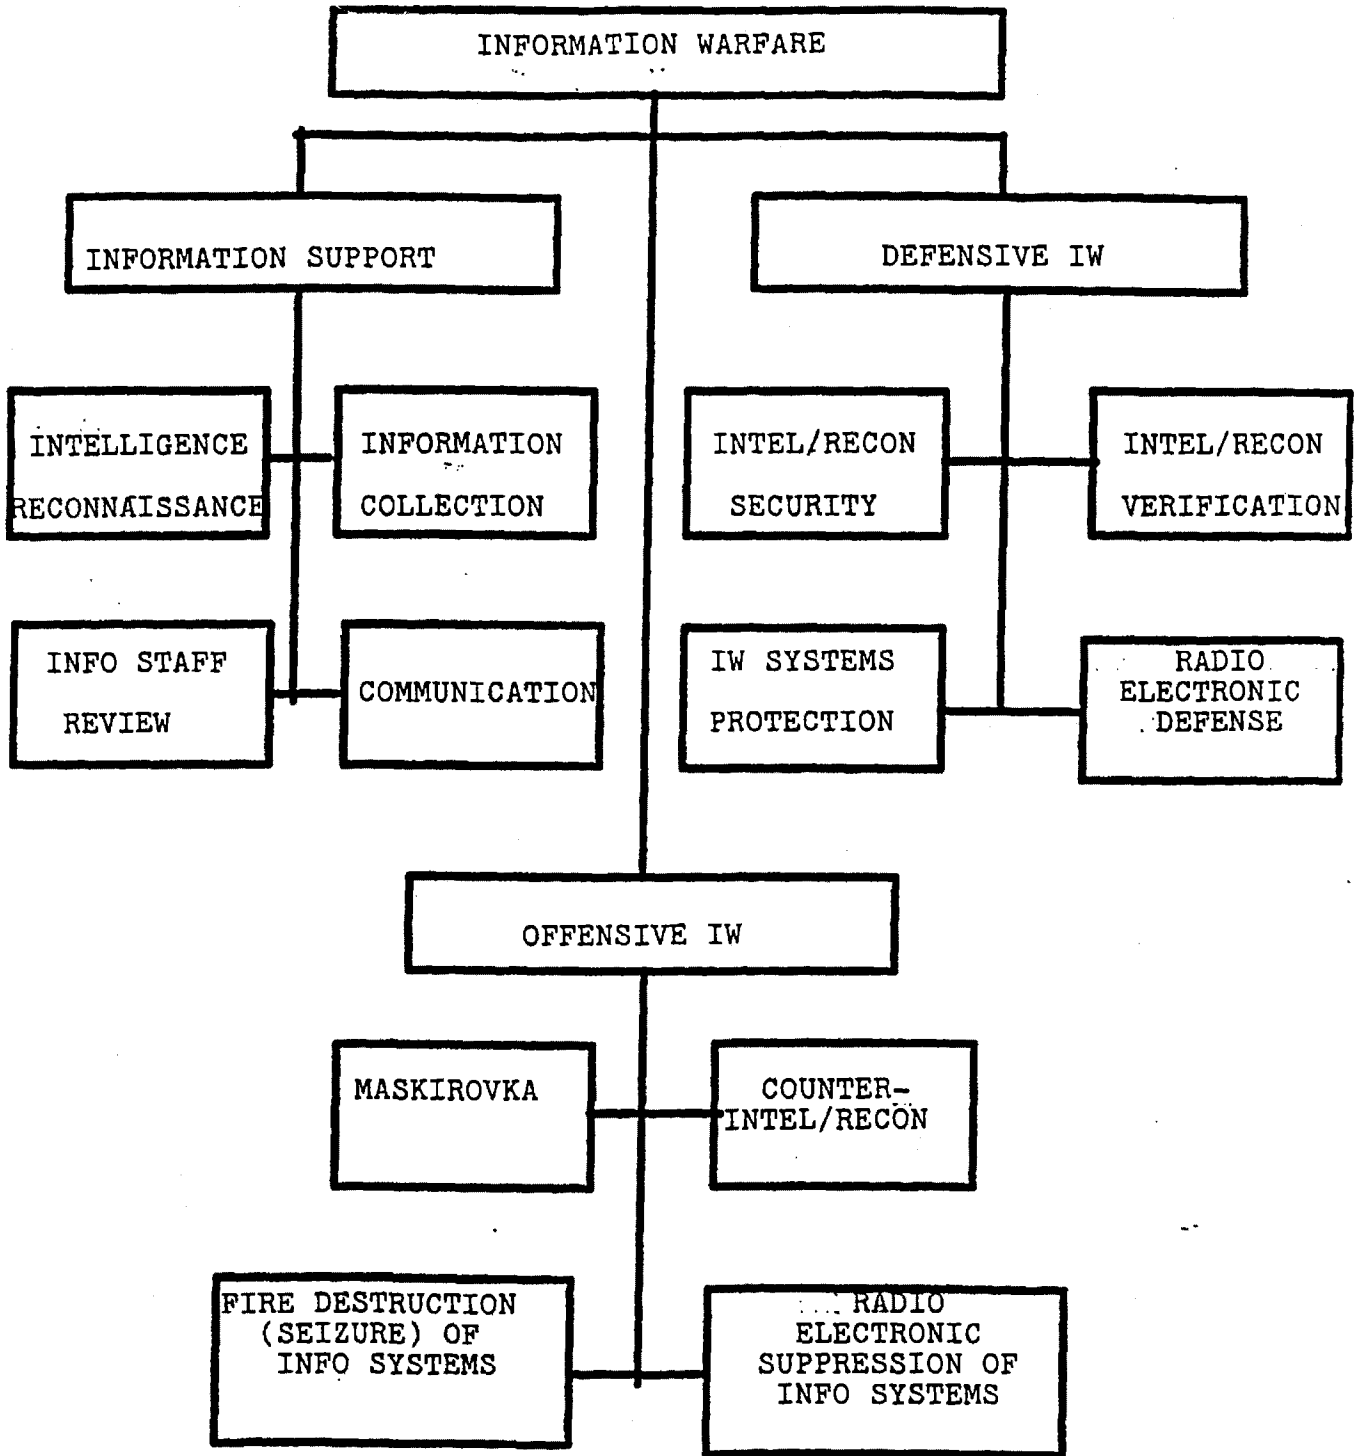 INFORMATION WARFARE
INFORMATION SUPPORT
DEFENSIVE IW
INTELLIGENCE
RECONNAISSANCE
INFORMATION
COLLECTION
INTEL/RECON
SECURITY
INTEL/RECON
VERIFICATION
INFO STAFF
REVIEW
COMMUNICATION
IW SYSTEMS
PROTECTION
RADIO
ELECTRONIC
DEFENSE
OFFENSIVE IW
MASKIROVKA
COUNTER-
INTEL/RECON
FIRE DESTRUCTION
(SEIZURE) OF
INFO SYSTEMS
RADIO
ELECTRONIC
SUPPRESSION OF
INFO SYSTEMS